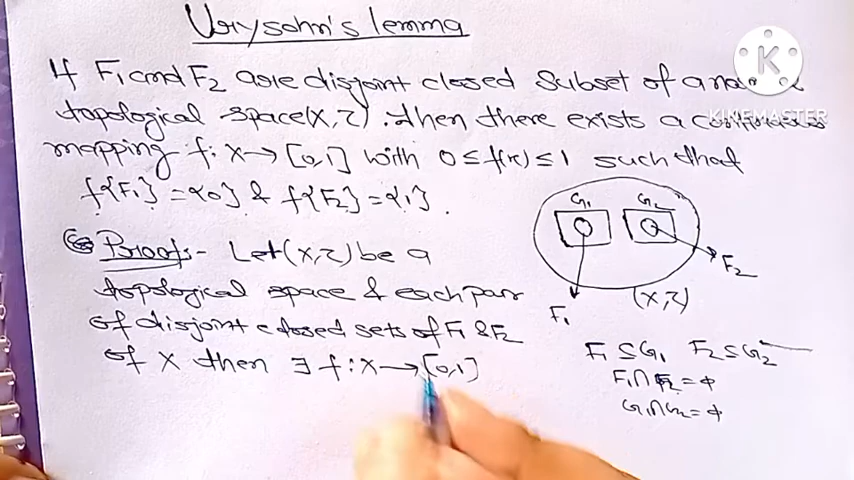 Urysohn's lemma
If F1 and F2 are disjoint closed subset of a
topological space (X,τ). then there exists a continuous
mapping f: X→[0,1] with 0≤f(x)≤1 such that
f{F1} = {0} & f{F2} = {1}.
Proof:- Let (X,τ) be a
topological space & each pair
of disjoint closed sets of F1 & F2
of X then ∃ f: X→[0,1]
G1 G2
F2
F1
(X,τ)
F1⊆G1 F2⊆G2
F1∩F2=φ
G1∩G2=φ
K
KINEMASTER